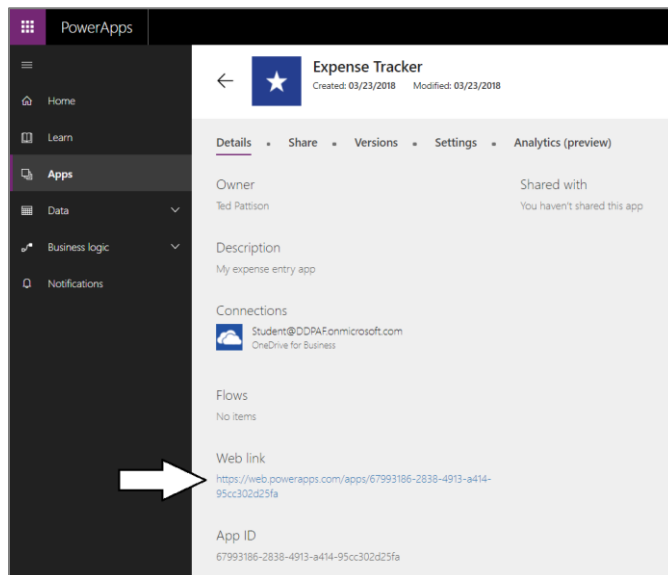 PowerApps
Home
Learn
Apps
Data
Business logic
Notifications
Expense Tracker
Created: 03/23/2018 Modified: 03/23/2018
Details Share Versions Settings Analytics (preview)
Owner
Ted Pattison
Shared with
You haven't shared this app
Description
My expense entry app
Connections
Student@DDPAF.onmicrosoft.com
OneDrive for Business
Flows
No items
Web link
https://web.powerapps.com/apps/67993186-2838-4913-a414-
95cc302d25fa
App ID
67993186-2838-4913-a414-95cc302d25fa